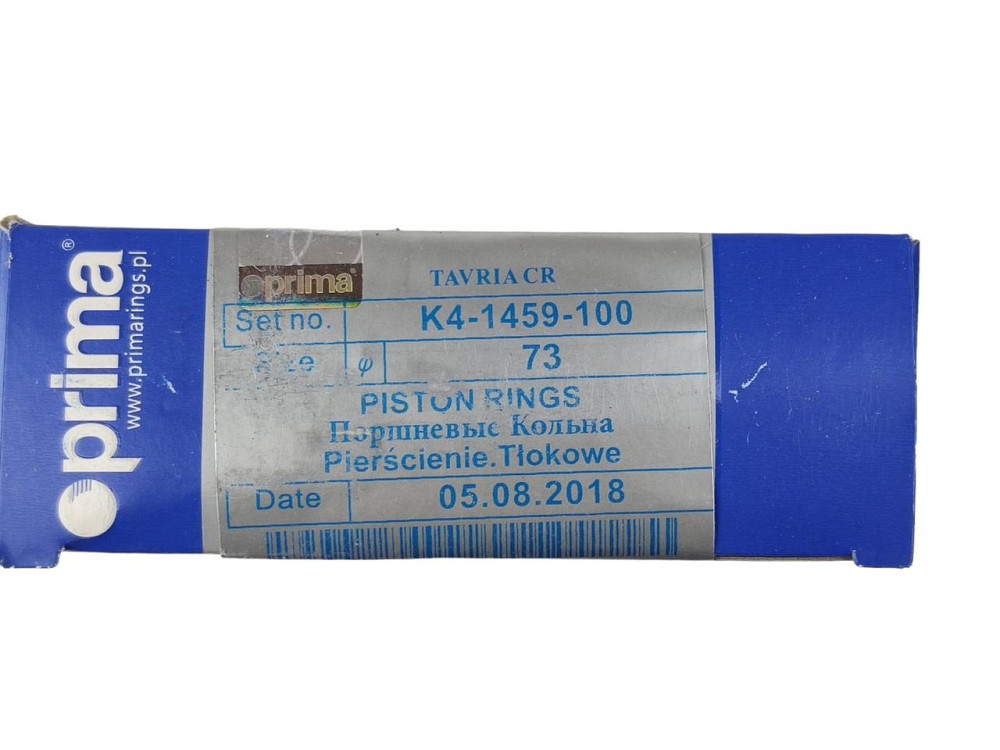 prima®
www.primarings.pl
prima®
TAVRIA CR
Set no. K4-1459-100
Size φ 73
PISTON RINGS
Поршневые Кольца
Pierścienie.Tłokowe
Date 05.08.2018